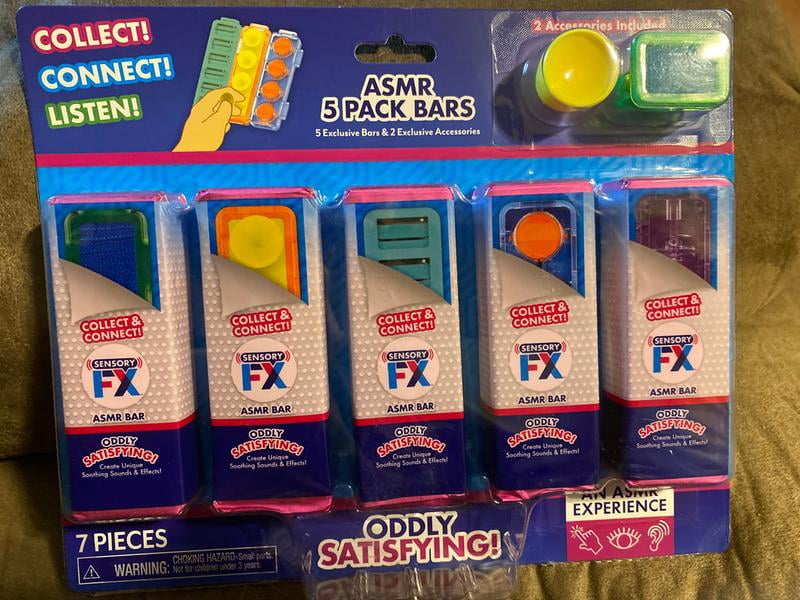 COLLECT!
CONNECT!
LISTEN!
ASMR
5 PACK BARS
5 Exclusive Bars & 2 Exclusive Accessories
2 Accessories Included
COLLECT &
CONNECT!
SENSORY
FX
ASMR BAR
ODDLY
SATISFYING!
Create Unique
Soothing Sounds & Effects!
COLLECT &
CONNECT!
SENSORY
FX
ASMR BAR
ODDLY
SATISFYING!
Create Unique
Soothing Sounds & Effects!
COLLECT &
CONNECT!
SENSORY
FX
ASMR BAR
ODDLY
SATISFYING!
Create Unique
Soothing Sounds & Effects!
COLLECT &
CONNECT!
SENSORY
FX
ASMR BAR
ODDLY
SATISFYING!
Create Unique
Soothing Sounds & Effects!
COLLECT &
CONNECT!
SENSORY
FX
ASMR BAR
ODDLY
SATISFYING!
Create Unique
Soothing Sounds & Effects!
7 PIECES
WARNING: CHOKING HAZARD-Small parts.
Not for children under 3 years.
ODDLY
SATISFYING!
AN ASMR
EXPERIENCE